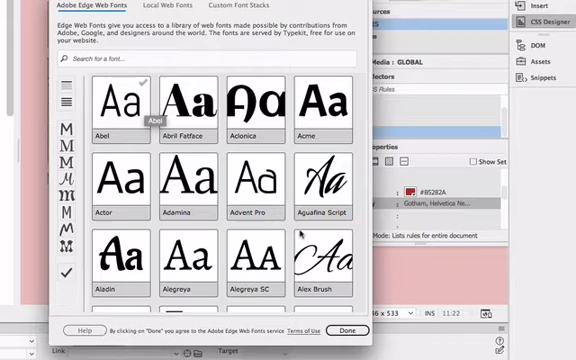 Adobe Edge Web Fonts
Local Web Fonts
Custom Font Stacks
Edge Web Fonts give you access to a library of web fonts made possible by contributions from
Adobe, Google, and designers around the world. The fonts are served by Typekit, free for use on
your website.
Search for a font...
Aa Aa Aa Aa
Abel
Abel Abril Fatface Aclonica Acme
Aa Aa Aa Aa
Actor Adamina Advent Pro Aguafina Script
Aa Aa AA Aa
Aladin Alegreya Alegreya SC Alex Brush
M
M
M
M
M
M
M
M
Help
By clicking on "Done" you agree to the Adobe Edge Web Fonts service
Terms of Use
Done
Link
Target
Sources
Media: GLOBAL
CSS Rules
Show Set
#B5282A
Gotham, Helvetica Ne...
Mode: Lists rules for entire document
x 533
INS
11:22
Insert
CSS Designer
DOM
Assets
Snippets